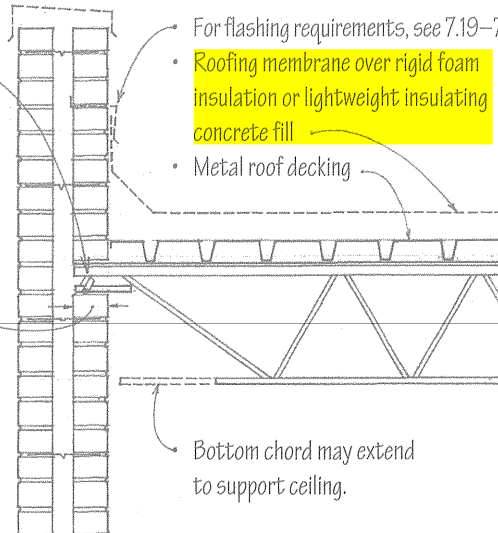 • For flashing requirements, see 7.19–7
• Roofing membrane over rigid foam
insulation or lightweight insulating
concrete fill
• Metal roof decking
• Bottom chord may extend
to support ceiling.